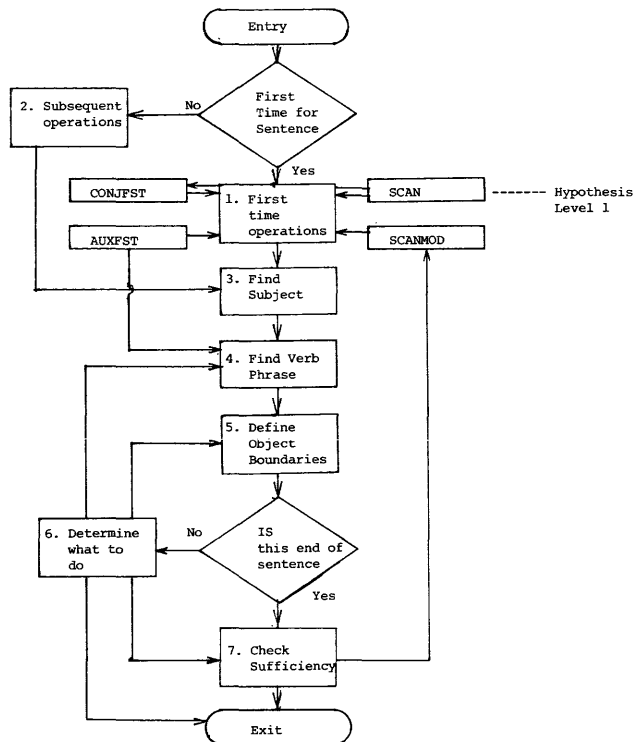 Entry
First
Time for
Sentence
No
2. Subsequent
operations
Yes
CONJFST
SCAN
Hypothesis
Level 1
1. First
time
operations
AUXFST
SCANMOD
3. Find
Subject
4. Find Verb
Phrase
5. Define
Object
Boundaries
IS
this end of
sentence
No
6. Determine
what to
do
Yes
7. Check
Sufficiency
Exit